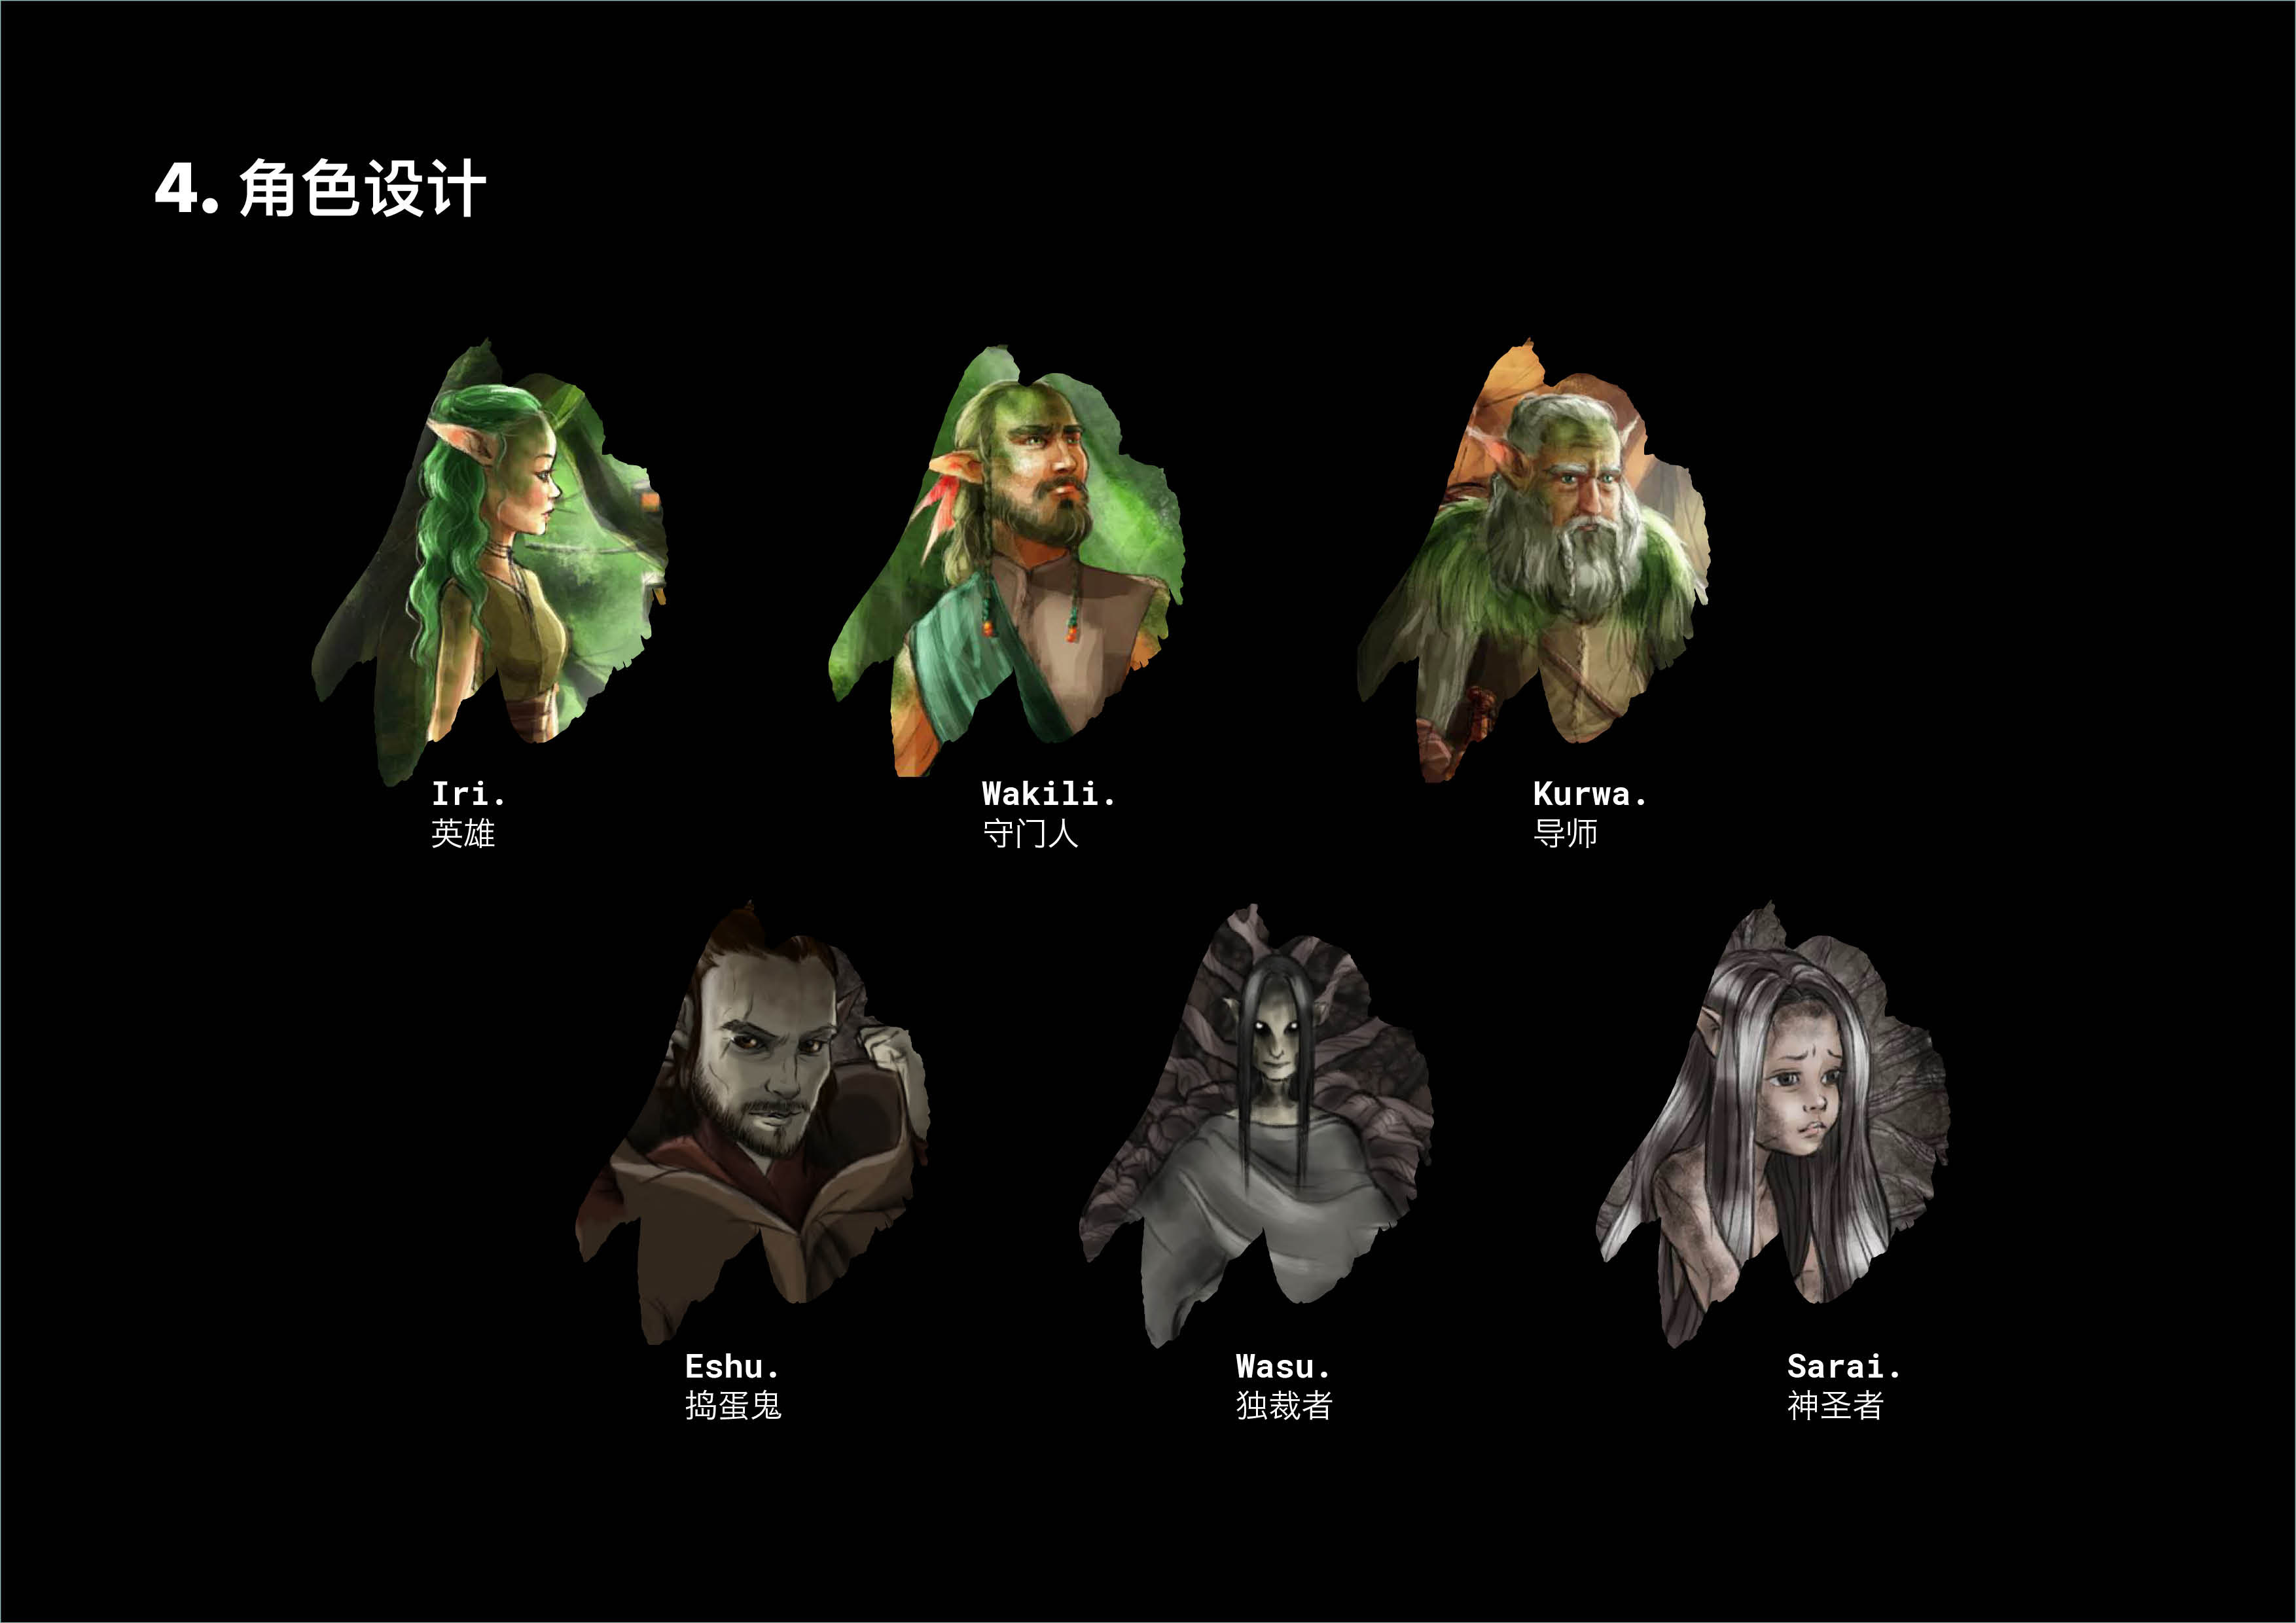 4. 角色设计
Iri.
英雄
Wakili.
守门人
Kurwa.
导师
Eshu.
捣蛋鬼
Wasu.
独裁者
Sarai.
神圣者